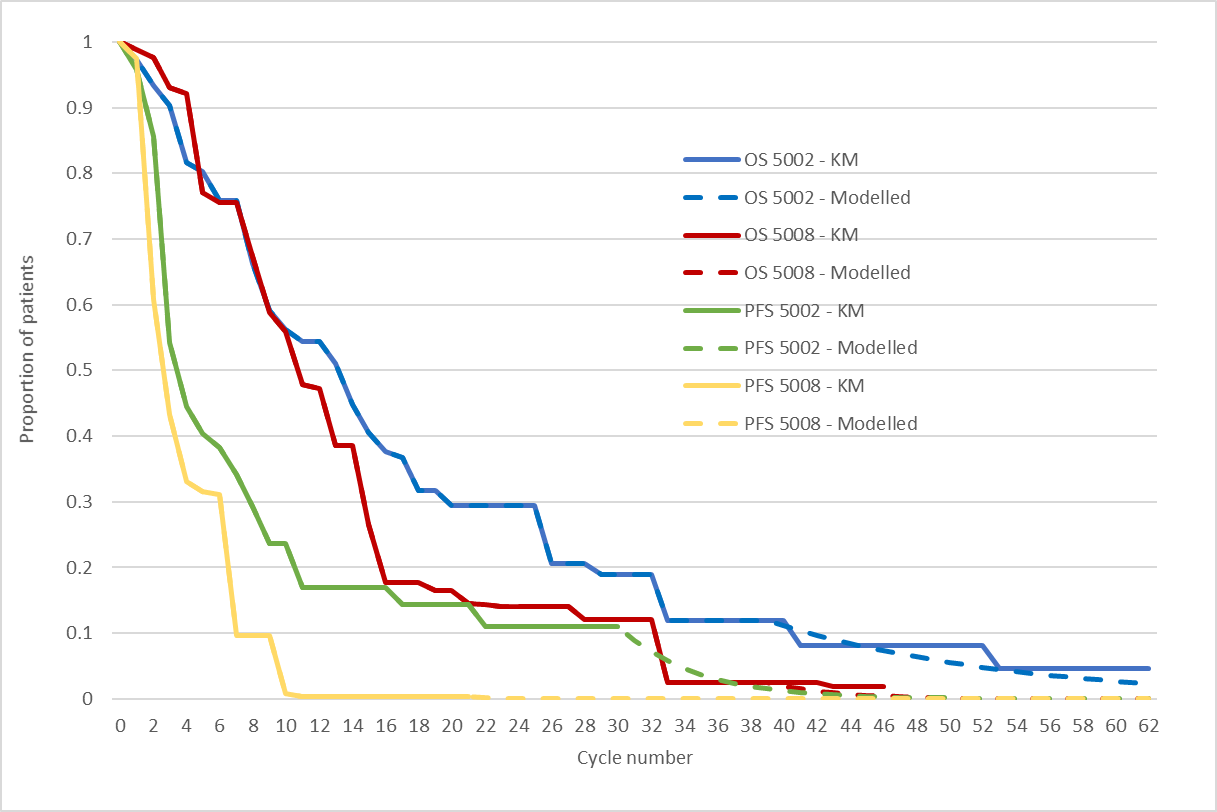 1
0.9
0.8
0.7
0.6
0.5
0.4
0.3
0.2
0.1
0
Proportion of patients
OS 5002 - KM
OS 5002 - Modelled
OS 5008 - KM
OS 5008 - Modelled
PFS 5002 - KM
PFS 5002 - Modelled
PFS 5008 - KM
PFS 5008 - Modelled
0 2 4 6 8 10 12 14 16 18 20 22 24 26 28 30 32 34 36 38 40 42 44 46 48 50 52 54 56 58 60 62
Cycle number